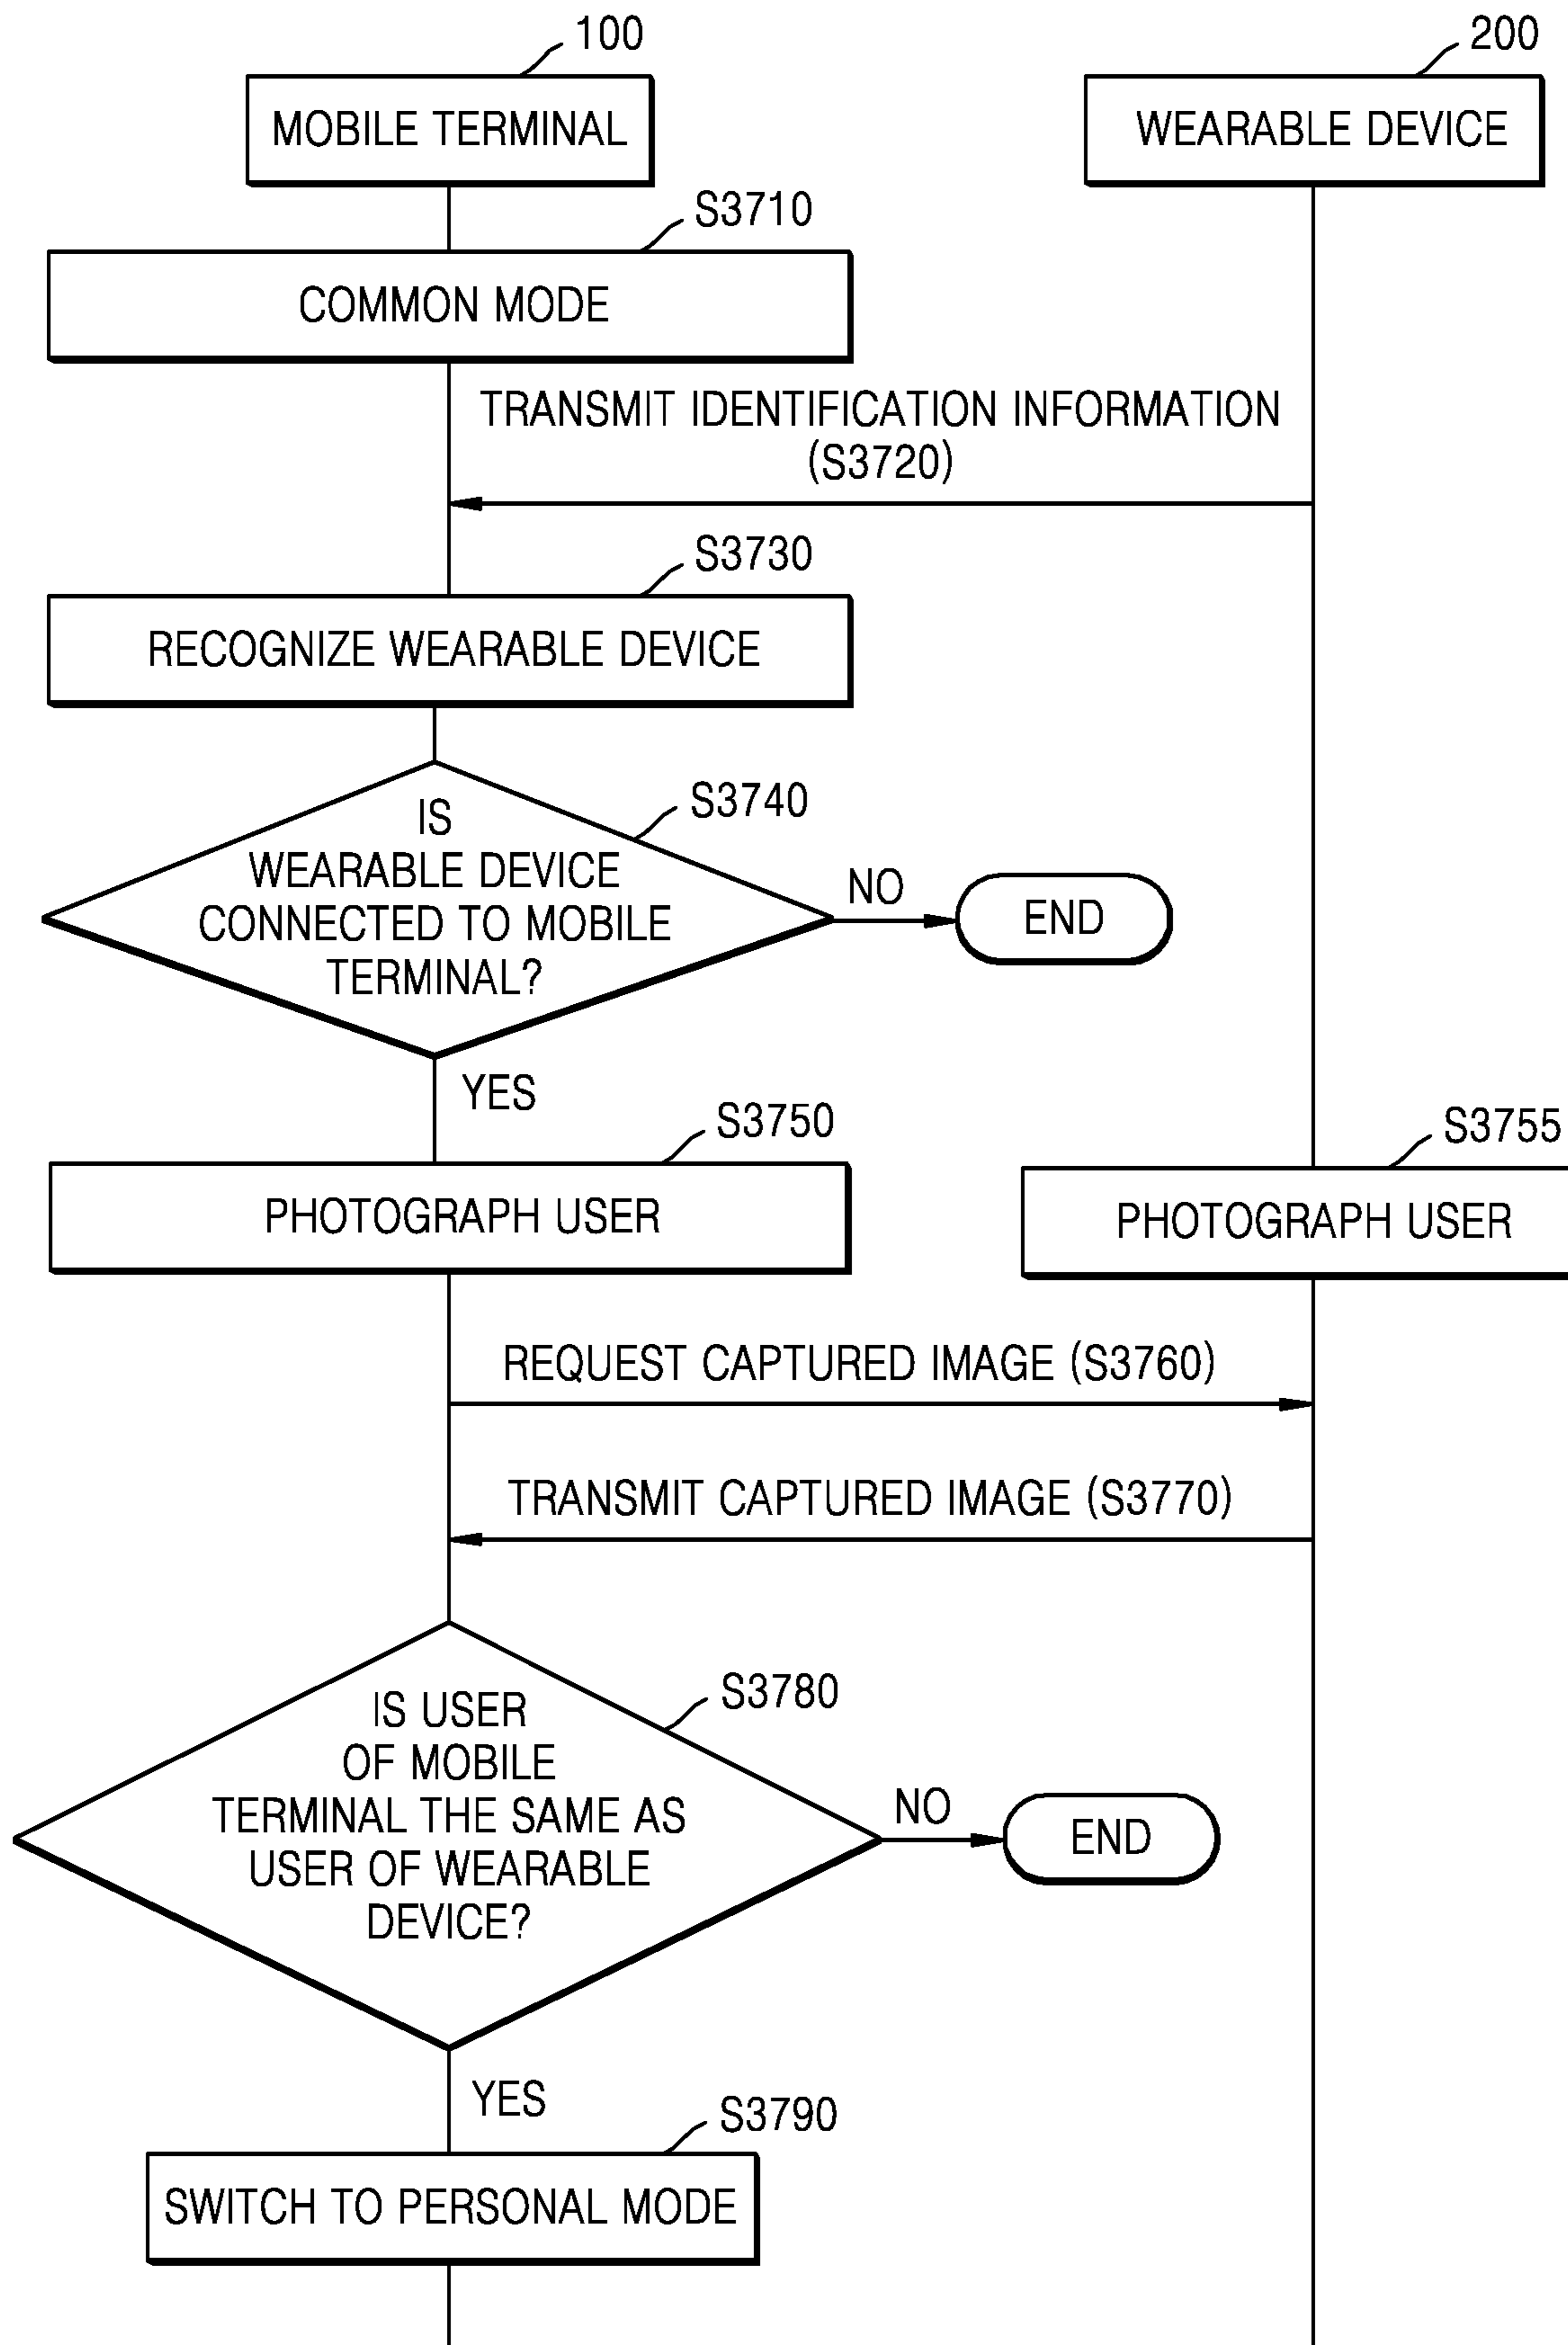 100
200
MOBILE TERMINAL
WEARABLE DEVICE
S3710
COMMON MODE
TRANSMIT IDENTIFICATION INFORMATION
(S3720)
S3730
RECOGNIZE WEARABLE DEVICE
S3740
IS
WEARABLE DEVICE
CONNECTED TO MOBILE
TERMINAL?
NO
END
YES
S3750
PHOTOGRAPH USER
S3755
PHOTOGRAPH USER
REQUEST CAPTURED IMAGE (S3760)
TRANSMIT CAPTURED IMAGE (S3770)
S3780
IS USER
OF MOBILE
TERMINAL THE SAME AS
USER OF WEARABLE
DEVICE?
NO
END
YES
S3790
SWITCH TO PERSONAL MODE